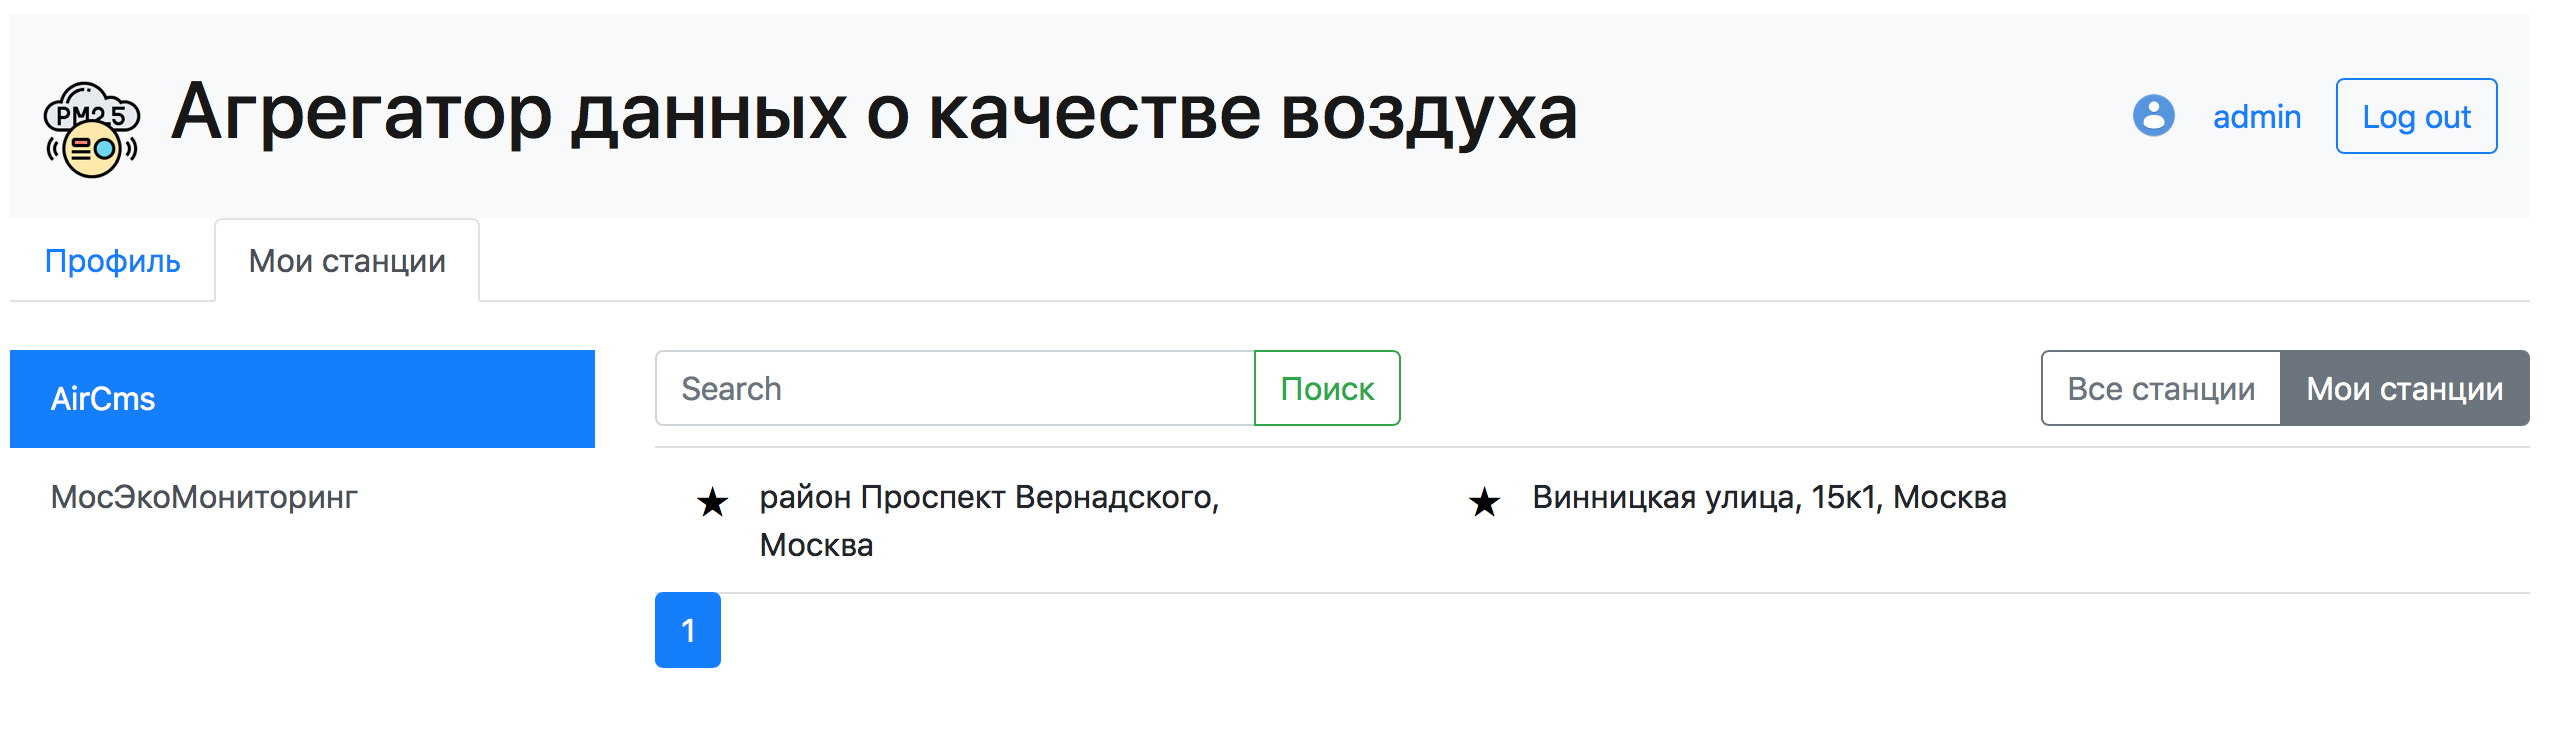 PM2.5
Агрегатор данных о качестве воздуха
admin
Log out
Профиль
Мои станции
AirCms
МосЭкоМониторинг
Search
Поиск
Все станции
Мои станции
район Проспект Вернадского,
Москва
Винницкая улица, 15к1, Москва
1